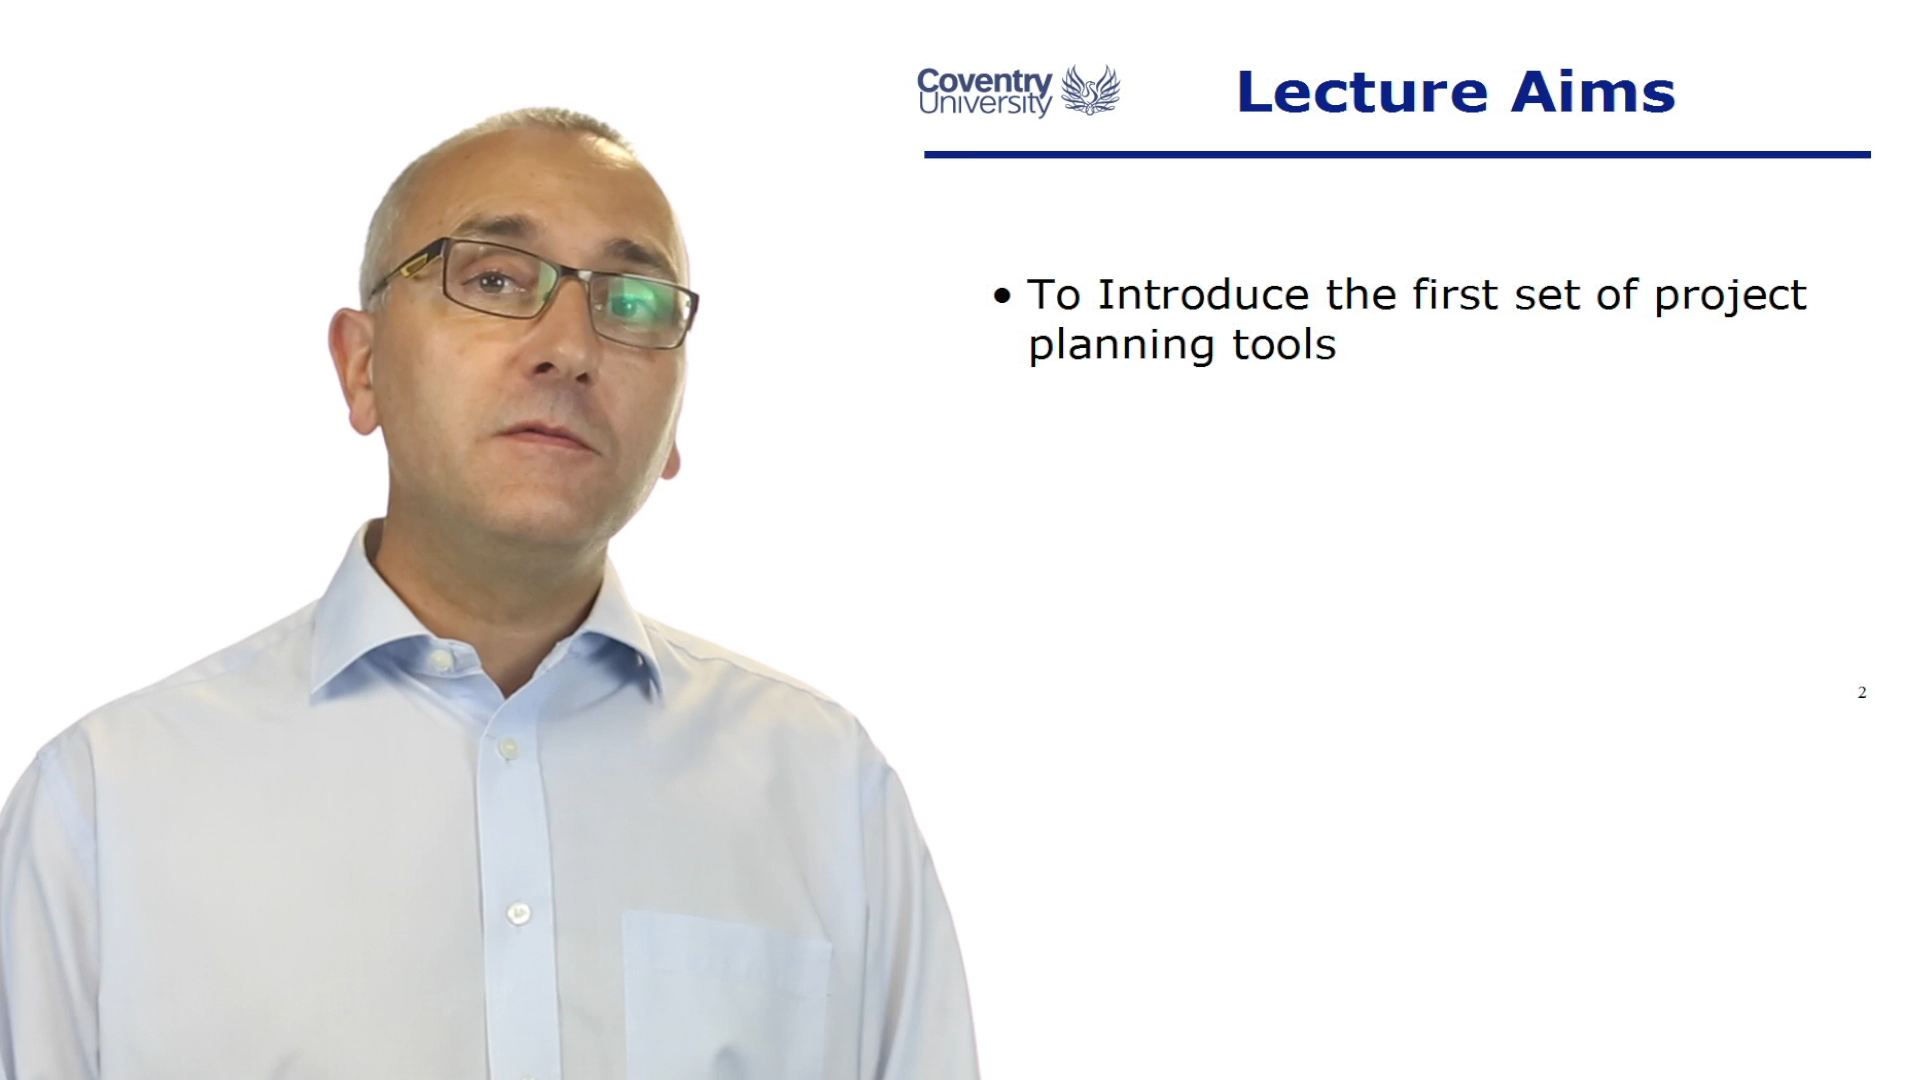 Coventry
University
Lecture Aims
• To Introduce the first set of project
planning tools
2